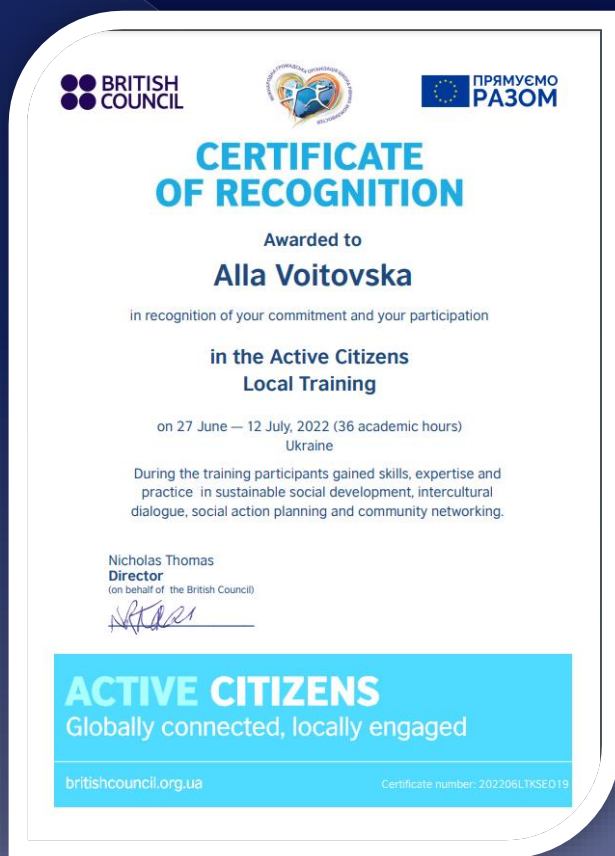 BRITISH
COUNCIL
ПРЯМУЄМО
РАЗОМ
CERTIFICATE
OF RECOGNITION
Awarded to
Alla Voitovska
in recognition of your commitment and your participation
in the Active Citizens
Local Training
on 27 June — 12 July, 2022 (36 academic hours)
Ukraine
During the training participants gained skills, expertise and
practice in sustainable social development, intercultural
dialogue, social action planning and community networking.
Nicholas Thomas
Director
(on behalf of the British Council)
ACTIVE CITIZENS
Globally connected, locally engaged
britishcouncil.org.ua
Certificate number: 202206LTKSEO19